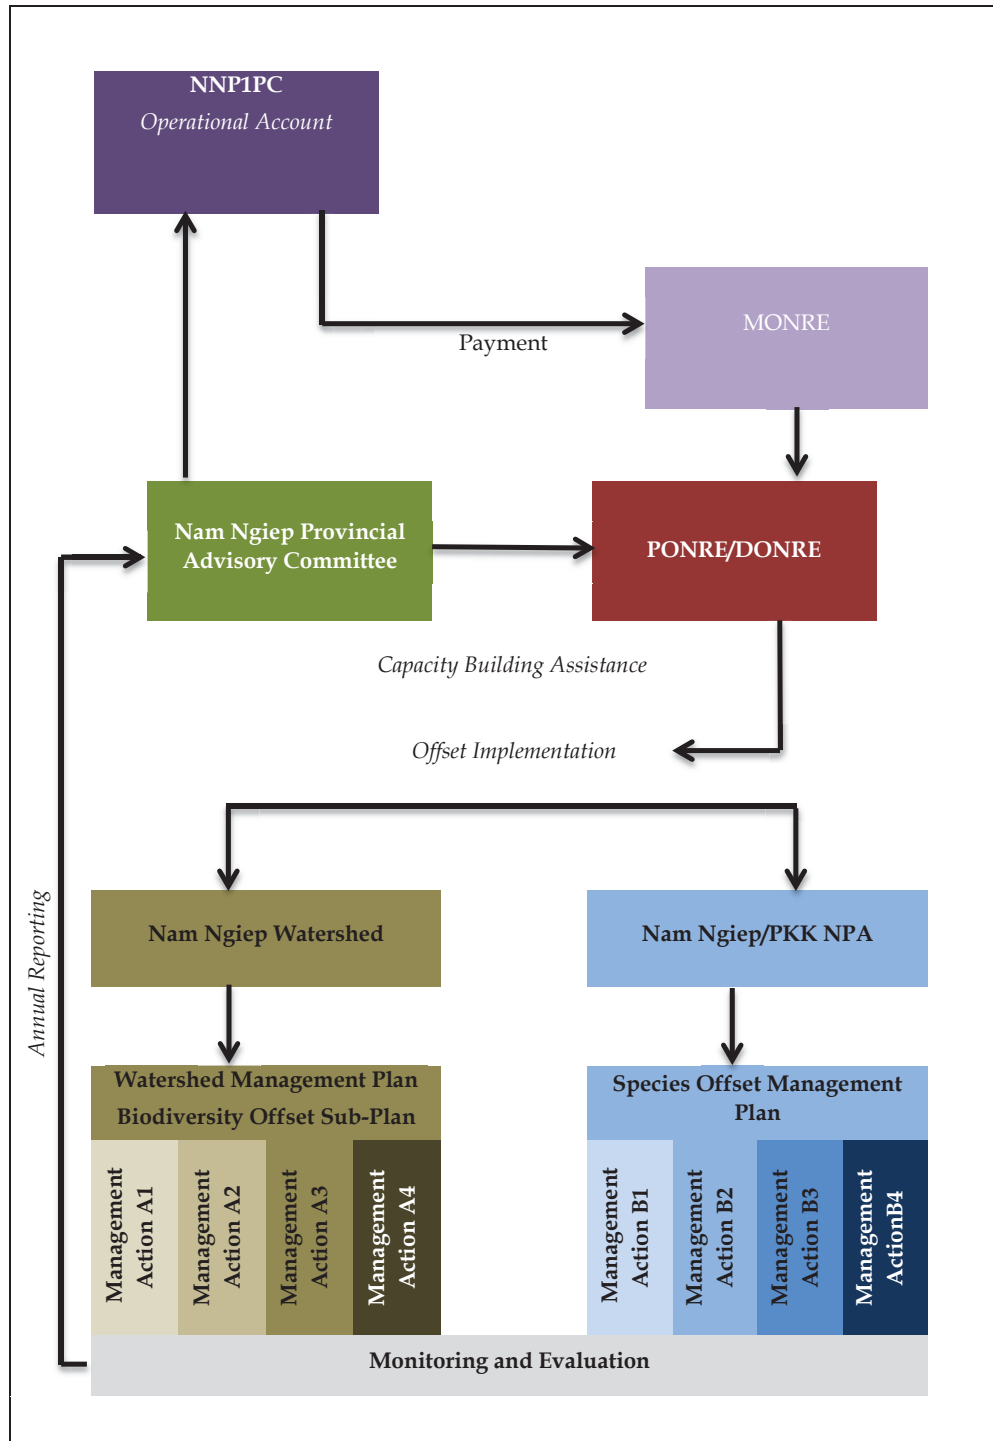 NNP1PC
Operational Account
MONRE
Payment
Nam Ngiep Provincial
Advisory Committee
PONRE/DONRE
Capacity Building Assistance
Offset Implementation
Annual Reporting
Nam Ngiep Watershed
Nam Ngiep/PKK NPA
Watershed Management Plan
Biodiversity Offset Sub-Plan
Species Offset Management
Plan
Management
Action A1
Management
Action A2
Management
Action A3
Management
Action A4
Management
Action B1
Management
Action B2
Management
Action B3
Management
ActionB4
Monitoring and Evaluation